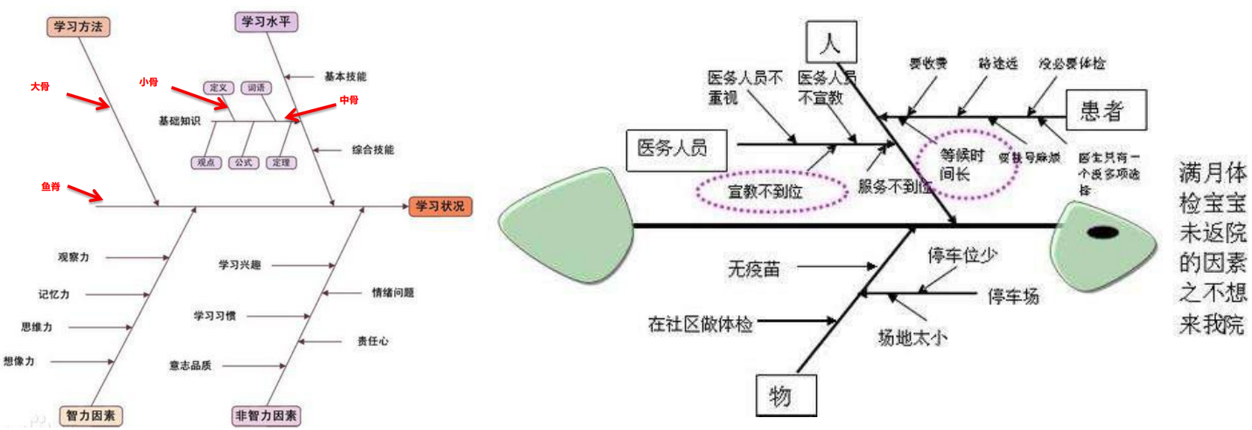 学习方法
学习水平
大骨
小骨
中骨
基本技能
定义
词语
基础知识
观点
公式
定理
综合技能
鱼脊
学习状况
观察力
记忆力
思维力
想像力
智力因素
学习兴趣
学习习惯
意志品质
情绪问题
责任心
非智力因素
人
医务人员不
重视
医务人员
不宣教
医务人员
宣教不到位
服务不到位
要收费
路途远
没必要体检
患者
等候时
间长
要挂号麻烦
医生只有一
个没多项选
择
无疫苗
在社区做体检
停车位少
停车场
场地太小
物
满月体
检宝宝
未返院
的因素
之不想
来我院